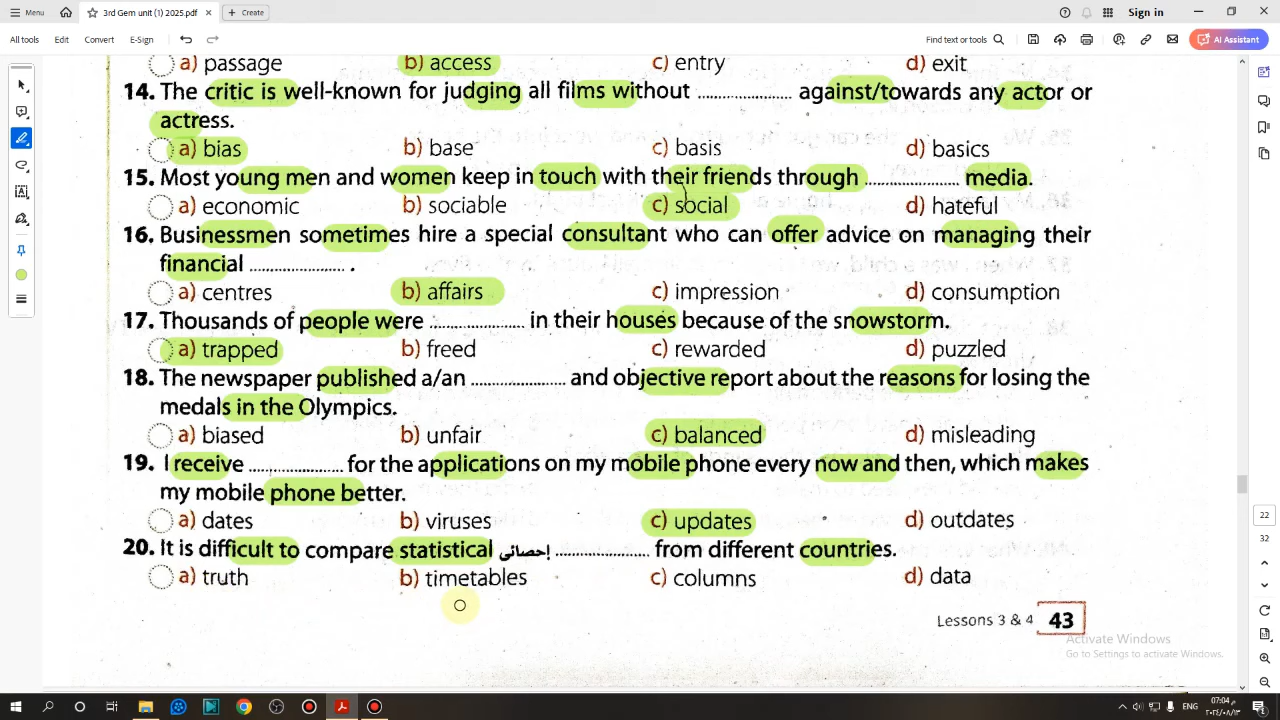 Menu
3rd Gem unit (1) 2025.pdf
Create
Sign in
All tools Edit Convert E-Sign
Find text or tools
AI Assistant
a) passage b) access c) entry d) exit
14. The critic is well-known for judging all films without .................... against/towards any actor or
actress.
a) bias b) base c) basis d) basics
15. Most young men and women keep in touch with their friends through .................... media.
a) economic b) sociable c) social d) hateful
16. Businessmen sometimes hire a special consultant who can offer advice on managing their
financial .................... .
a) centres b) affairs c) impression d) consumption
17. Thousands of people were .................... in their houses because of the snowstorm.
a) trapped b) freed c) rewarded d) puzzled
18. The newspaper published a/an .................... and objective report about the reasons for losing the
medals in the Olympics.
a) biased b) unfair c) balanced d) misleading
19. I receive .................... for the applications on my mobile phone every now and then, which makes
my mobile phone better.
a) dates b) viruses c) updates d) outdates
20. It is difficult to compare statistical إحصائى .................... from different countries.
a) truth b) timetables c) columns d) data
Lessons 3 & 4 43
Activate Windows
Go to Settings to activate Windows.
22
32
ENG
07:04 م